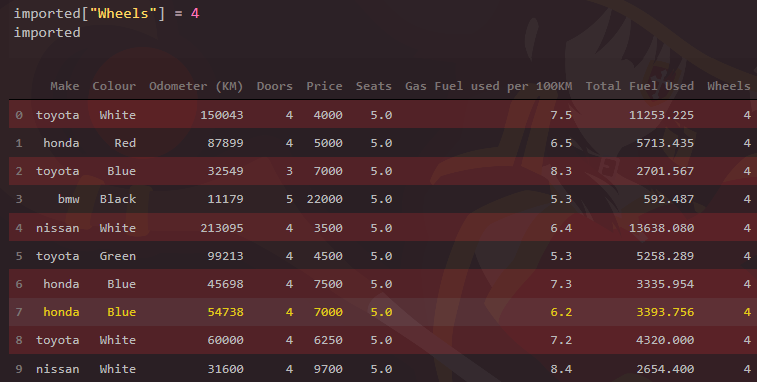 imported["Wheels"] = 4
imported
Make Colour Odometer (KM) Doors Price Seats Gas Fuel used per 100KM Total Fuel Used Wheels
0 toyota White 150043 4 4000 5.0 7.5 11253.225 4
1 honda Red 87899 4 5000 5.0 6.5 5713.435 4
2 toyota Blue 32549 3 7000 5.0 8.3 2701.567 4
3 bmw Black 11179 5 22000 5.0 5.3 592.487 4
4 nissan White 213095 4 3500 5.0 6.4 13638.080 4
5 toyota Green 99213 4 4500 5.0 5.3 5258.289 4
6 honda Blue 45698 4 7500 5.0 7.3 3335.954 4
7 honda Blue 54738 4 7000 5.0 6.2 3393.756 4
8 toyota White 60000 4 6250 5.0 7.2 4320.000 4
9 nissan White 31600 4 9700 5.0 8.4 2654.400 4